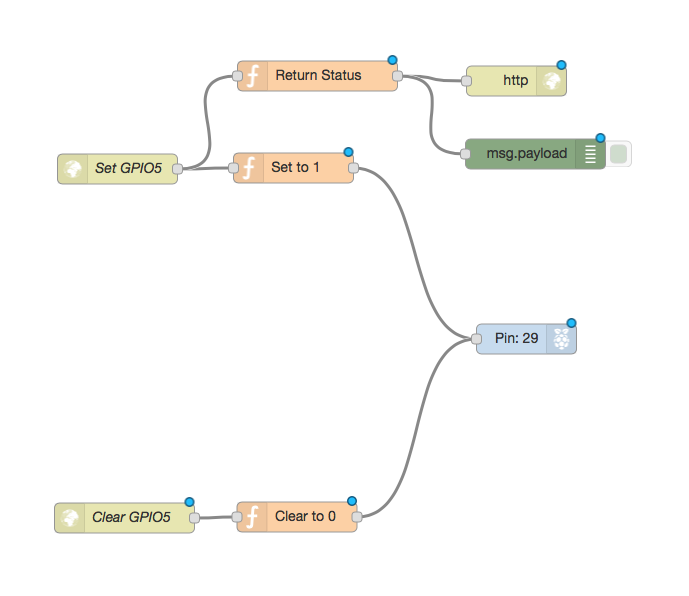 Return Status
http
msg.payload
Set GPIO5
Set to 1
Pin: 29
Clear GPIO5
Clear to 0